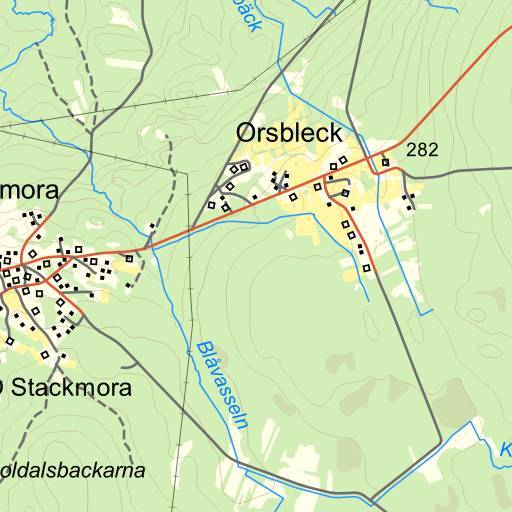 bäck
Orsbleck
282
mora
Blåvasseln
Ö Stackmora
oldalsbackarna
K